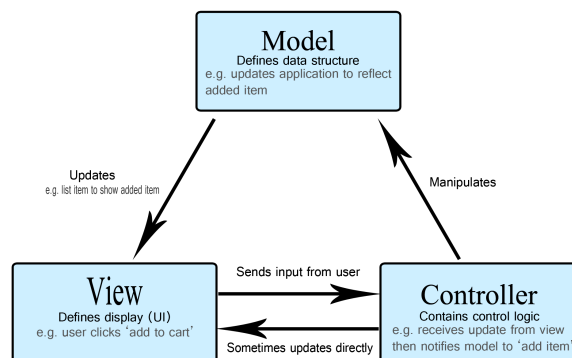 Model
Defines data structure
e.g. updates application to reflect
added item
Updates
e.g. list item to show added item
Manipulates
View
Defines display (UI)
e.g. user clicks ‘add to cart’
Sends input from user
Sometimes updates directly
Controller
Contains control logic
e.g. receives update from view
then notifies model to ‘add item’